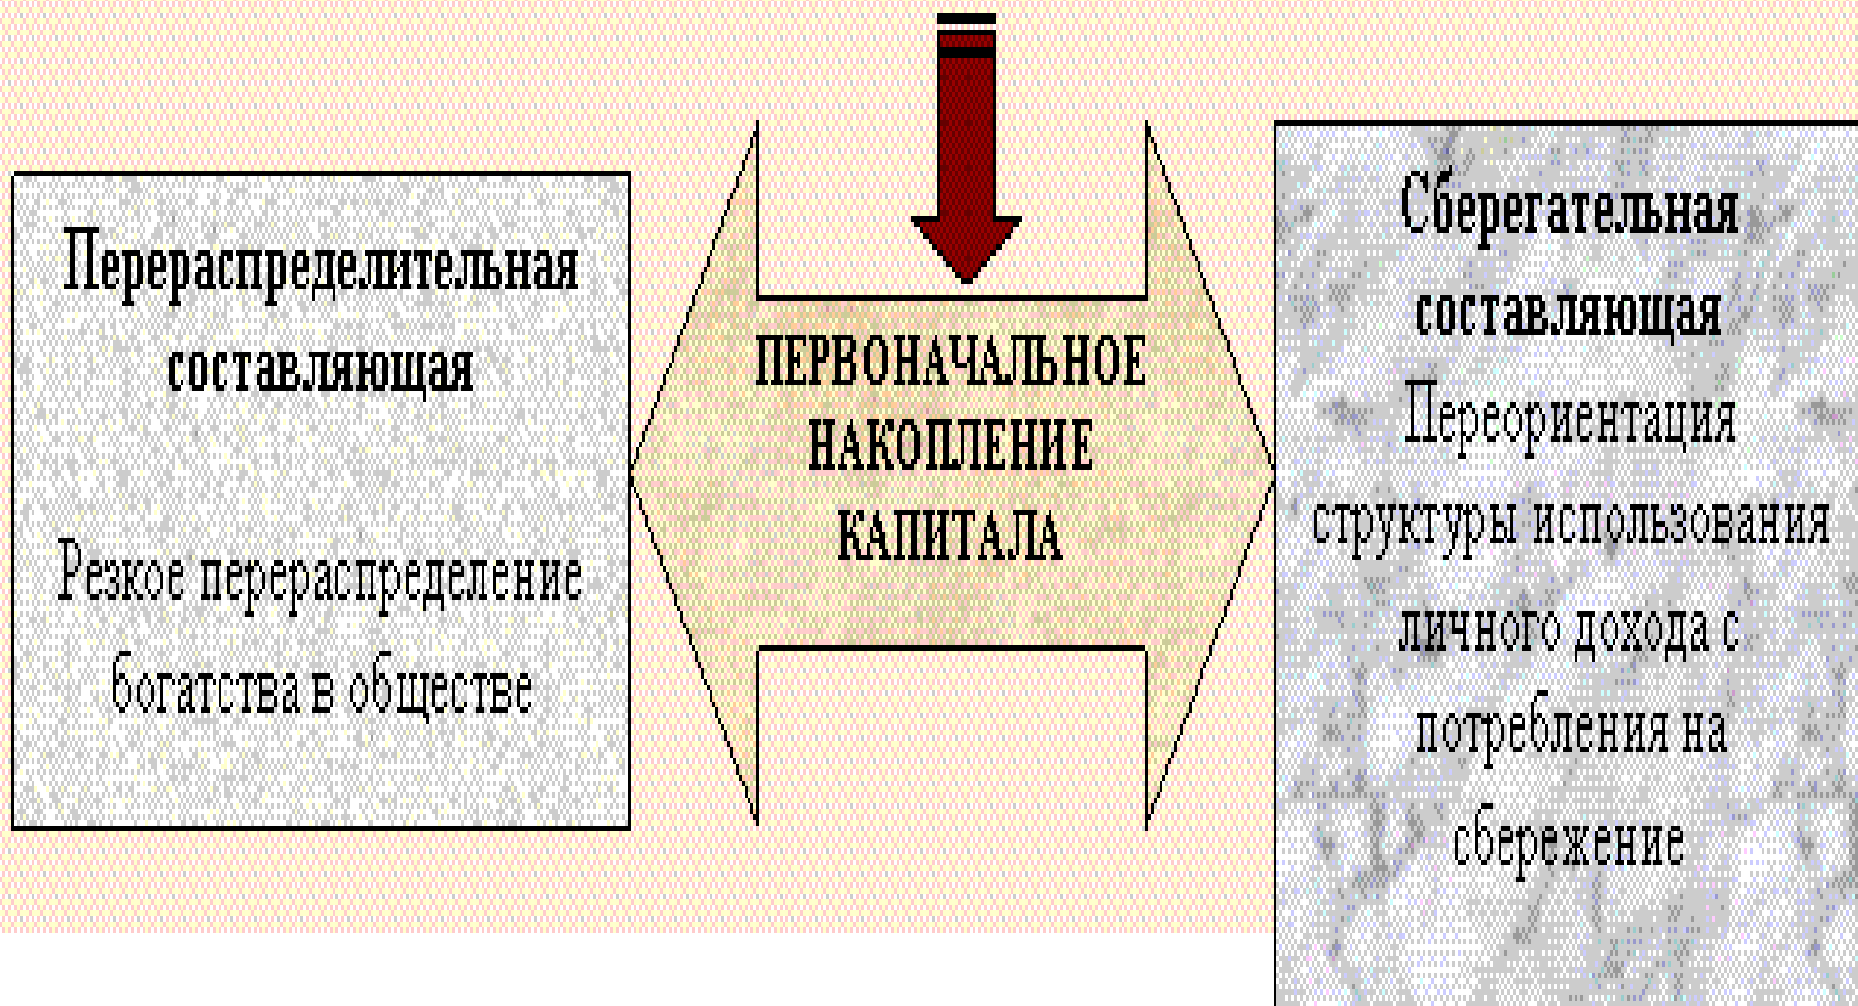 Перераспределительная
составляющая
Резкое перераспределение
богатства в обществе
ПЕРВОНАЧАЛЬНОЕ
НАКОПЛЕНИЕ
КАПИТАЛА
Сберегательная
составляющая
Переориентация
структуры использования
личного дохода с
потребления на
сбережение